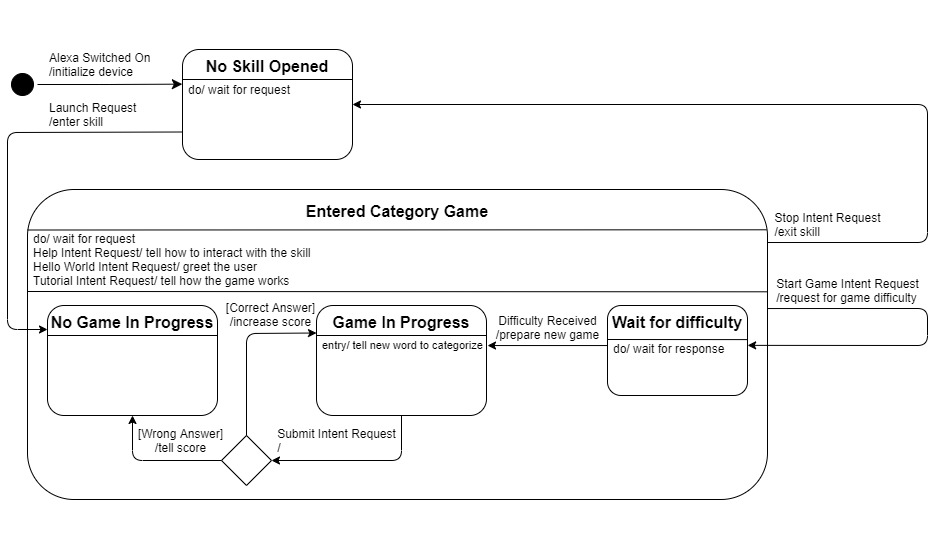 Alexa Switched On
/initialize device
No Skill Opened
do/ wait for request
Launch Request
/enter skill
Entered Category Game
do/ wait for request
Help Intent Request/ tell how to interact with the skill
Hello World Intent Request/ greet the user
Tutorial Intent Request/ tell how the game works
Stop Intent Request
/exit skill
Start Game Intent Request
/request for game difficulty
No Game In Progress
[Correct Answer]
/increase score
Game In Progress
entry/ tell new word to categorize
Difficulty Received
/prepare new game
Wait for difficulty
do/ wait for response
[Wrong Answer]
/tell score
Submit Intent Request
/